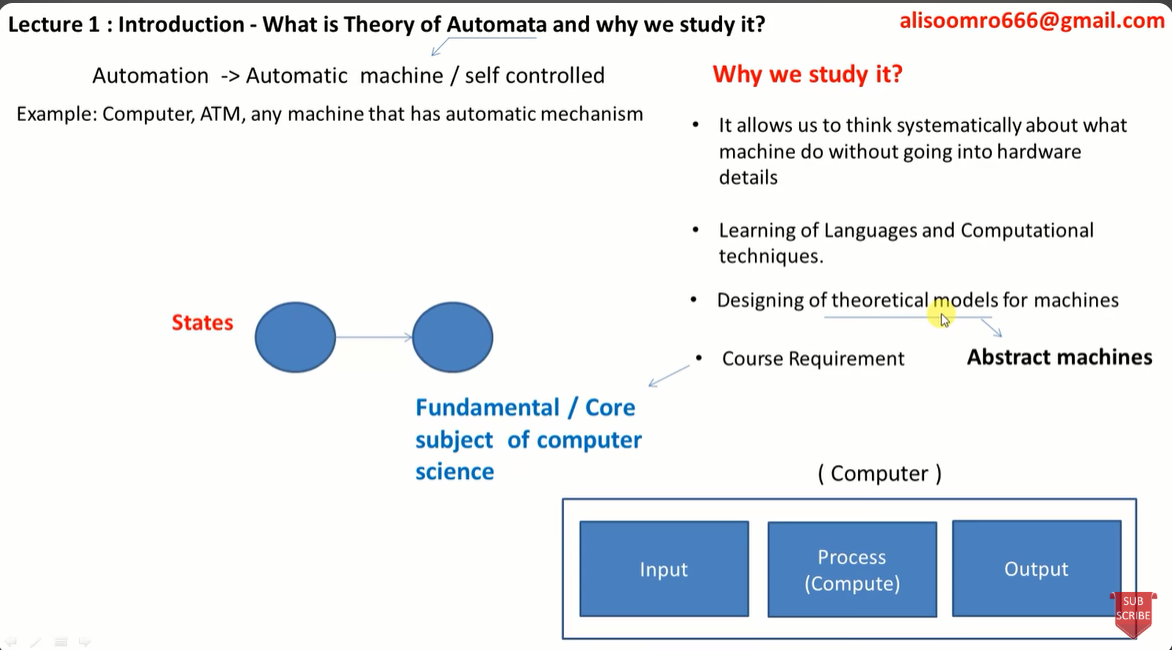 Lecture 1 : Introduction - What is Theory of Automata and why we study it?
alisoomro666@gmail.com
Automation -> Automatic machine / self controlled
Example: Computer, ATM, any machine that has automatic mechanism
Why we study it?
• It allows us to think systematically about what
machine do without going into hardware
details
• Learning of Languages and Computational
techniques.
• Designing of theoretical models for machines
• Course Requirement
Abstract machines
States
Fundamental / Core
subject of computer
science
( Computer )
Input
Process
(Compute)
Output
SUB
SCRIBE